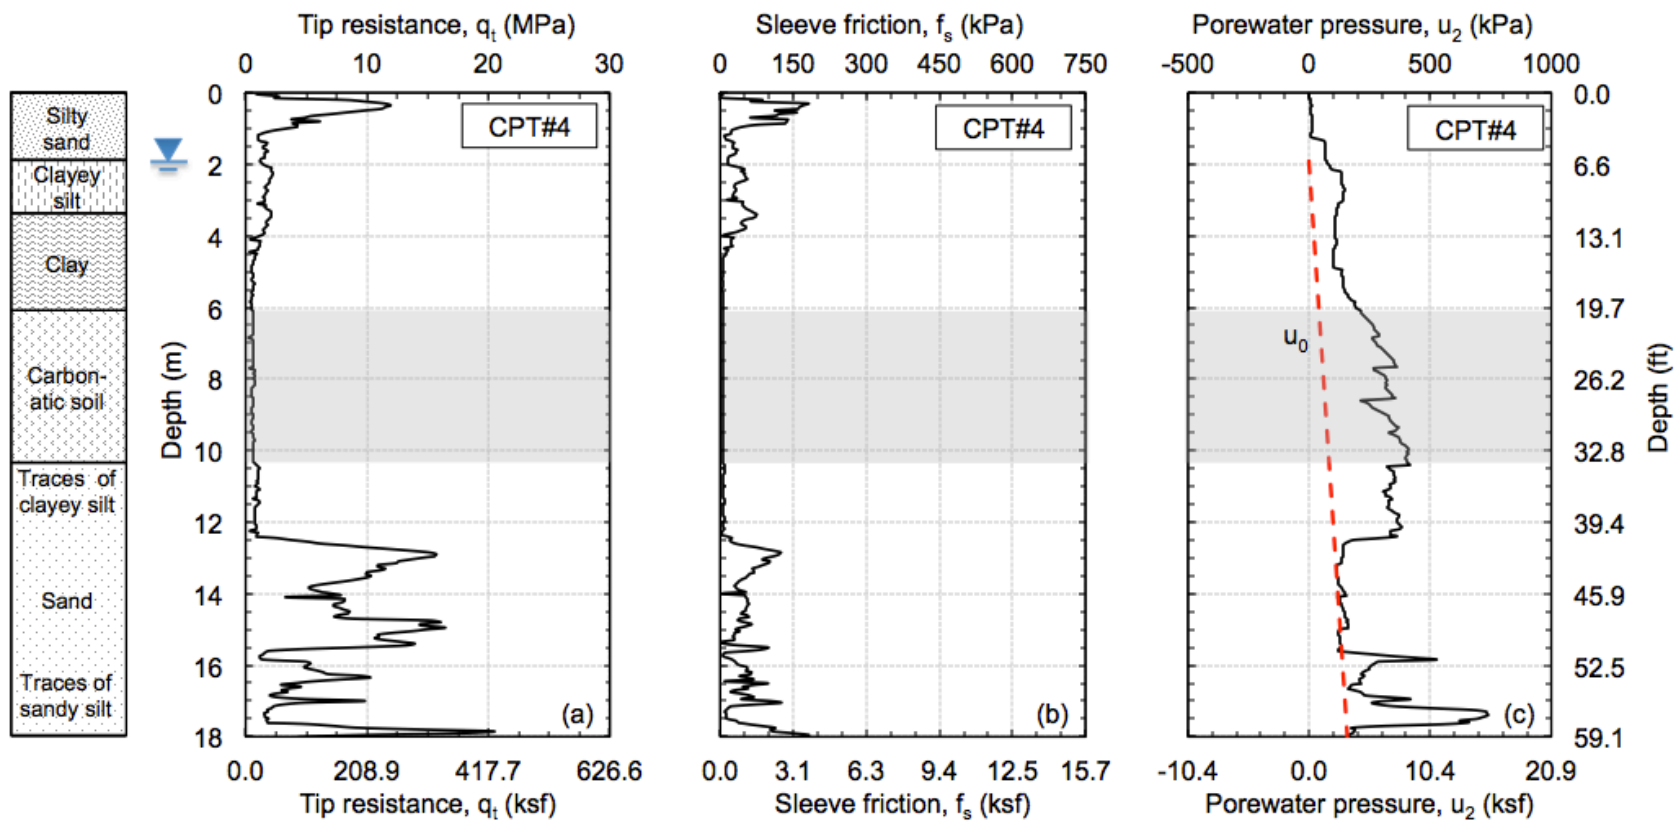 Tip resistance, qt (MPa)
0 10 20 30
Sleeve friction, fs (kPa)
0 150 300 450 600 750
Porewater pressure, u2 (kPa)
-500 0 500 1000
Silty
sand
Clayey
silt
Clay
Carbon-
atic soil
Traces of
clayey silt
Sand
Traces of
sandy silt
Depth (m)
0
2
4
6
8
10
12
14
16
18
CPT#4
(a)
CPT#4
(b)
CPT#4
u0
(c)
0.0
6.6
13.1
19.7
26.2
32.8
39.4
45.9
52.5
59.1
Depth (ft)
0.0 208.9 417.7 626.6
Tip resistance, qt (ksf)
0.0 3.1 6.3 9.4 12.5 15.7
Sleeve friction, fs (ksf)
-10.4 0.0 10.4 20.9
Porewater pressure, u2 (ksf)